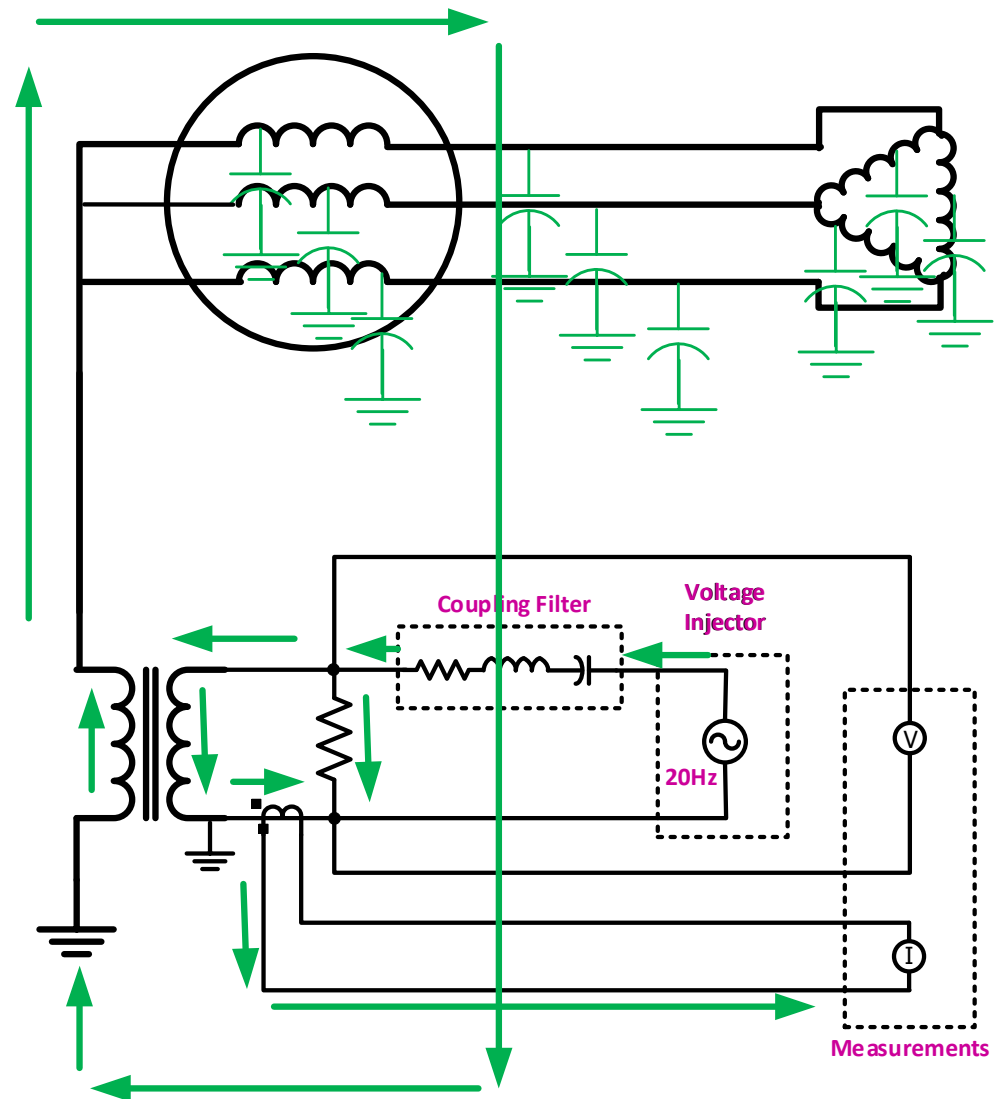 Coupling Filter
Voltage
Injector
20Hz
V
I
Measurements